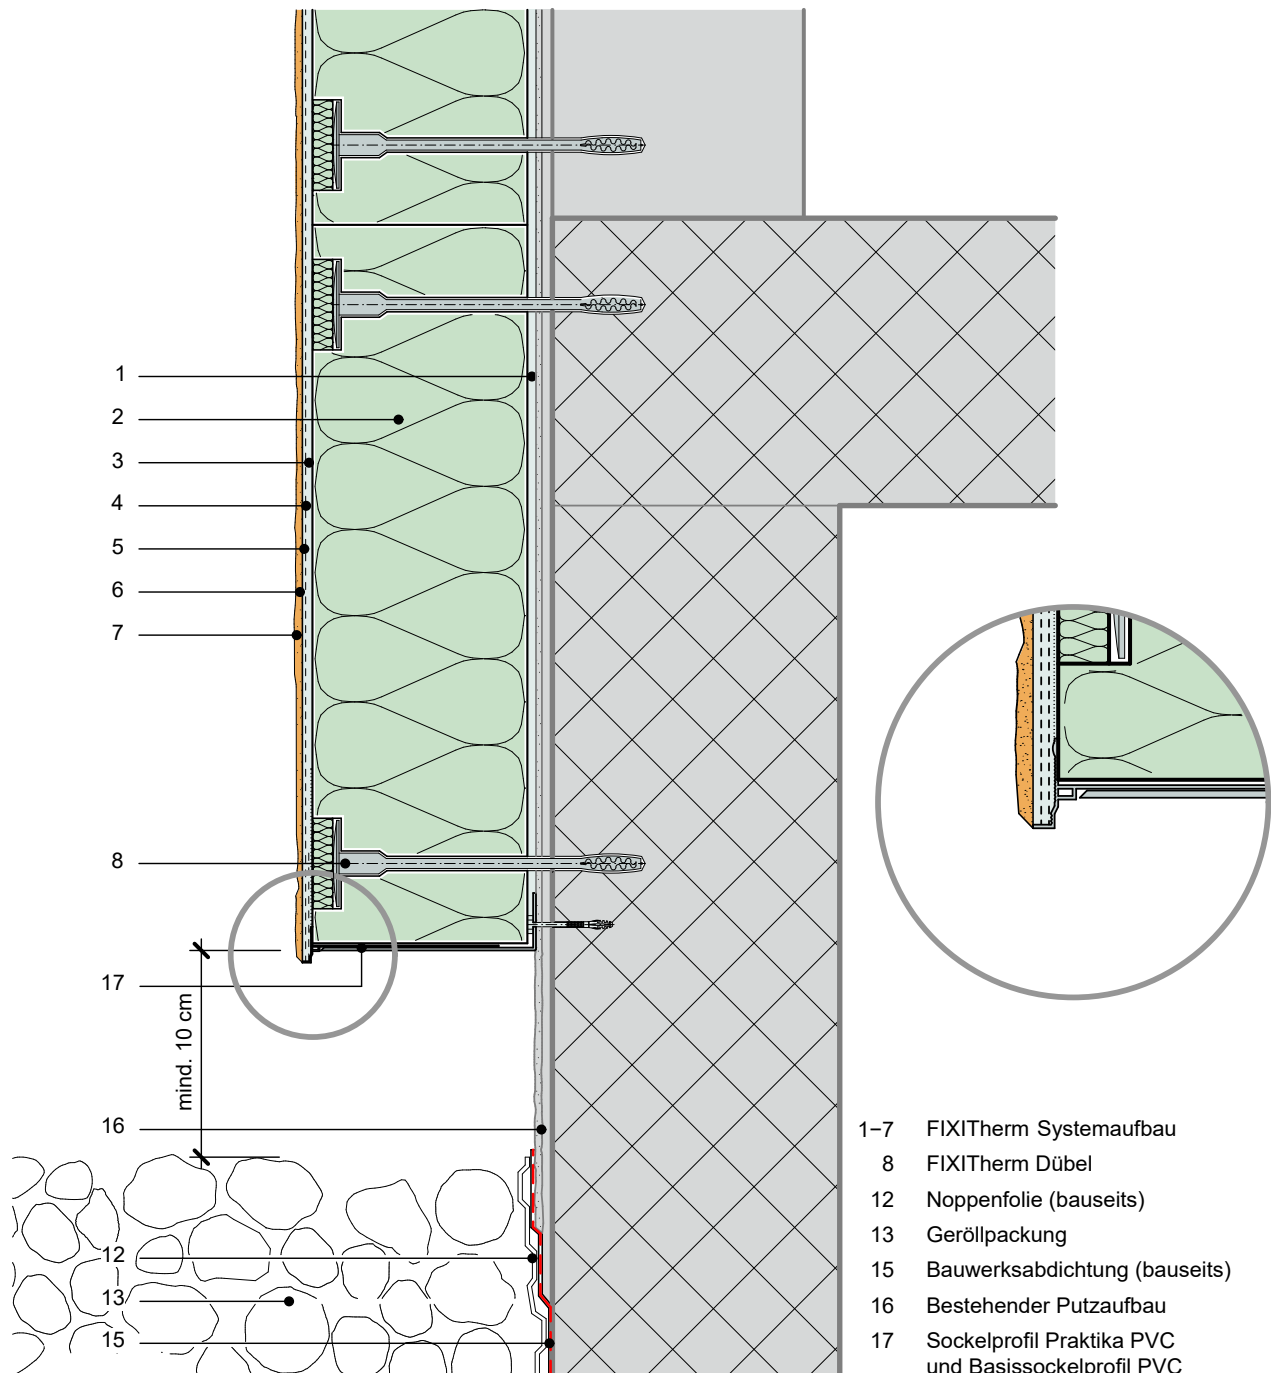 1
2
3
4
5
6
7
8
17
mind. 10 cm
16
12
13
15
1–7 FIXITherm Systemaufbau
8 FIXITherm Dübel
12 Noppenfolie (bauseits)
13 Geröllpackung
15 Bauwerksabdichtung (bauseits)
16 Bestehender Putzaufbau
17 Sockelprofil Praktika PVC
und Basissockelprofil PVC